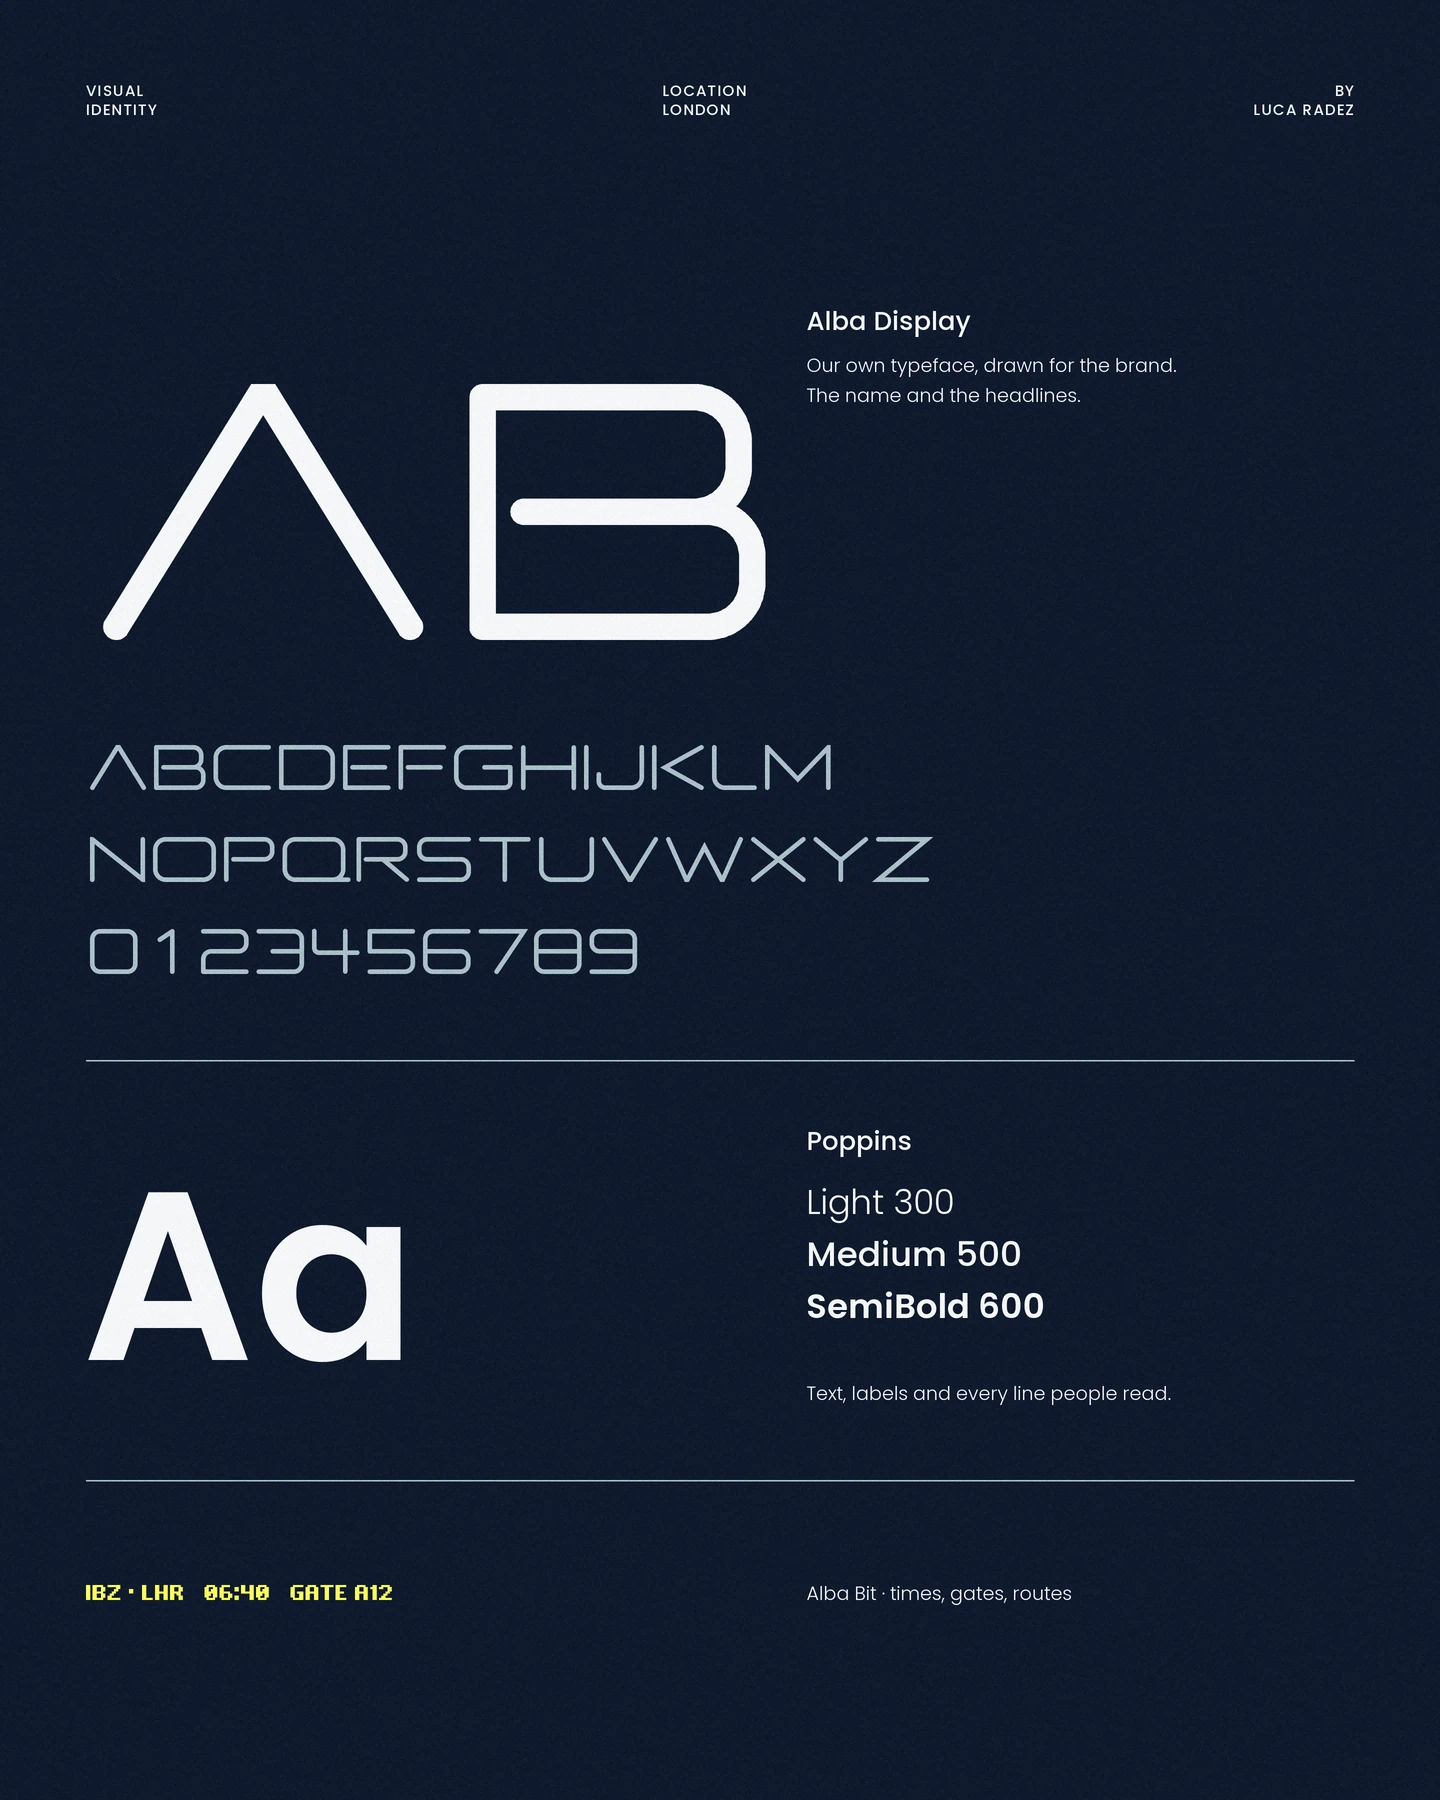 VISUAL
IDENTITY
LOCATION
LONDON
BY
LUCA RADEZ
Alba Display
Our own typeface, drawn for the brand.
The name and the headlines.
AB
ABCDEFGHIJKLM
NOPQRSTUVWXYZ
0123456789
Poppins
Light 300
Medium 500
SemiBold 600
Aa
Text, labels and every line people read.
IBZ · LHR 06:40 GATE A12
Alba Bit · times, gates, routes